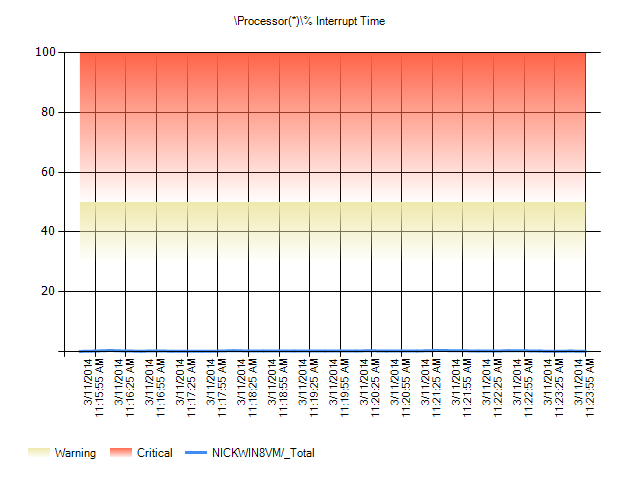 \Processor(*)\% Interrupt Time
100
80
60
40
20
3/11/2014
11:15:55 AM
3/11/2014
11:16:25 AM
3/11/2014
11:16:55 AM
3/11/2014
11:17:25 AM
3/11/2014
11:17:55 AM
3/11/2014
11:18:25 AM
3/11/2014
11:18:55 AM
3/11/2014
11:19:25 AM
3/11/2014
11:19:55 AM
3/11/2014
11:20:25 AM
3/11/2014
11:20:55 AM
3/11/2014
11:21:25 AM
3/11/2014
11:21:55 AM
3/11/2014
11:22:25 AM
3/11/2014
11:22:55 AM
3/11/2014
11:23:25 AM
3/11/2014
11:23:55 AM
Warning
Critical
NICKWIN8VM/_Total